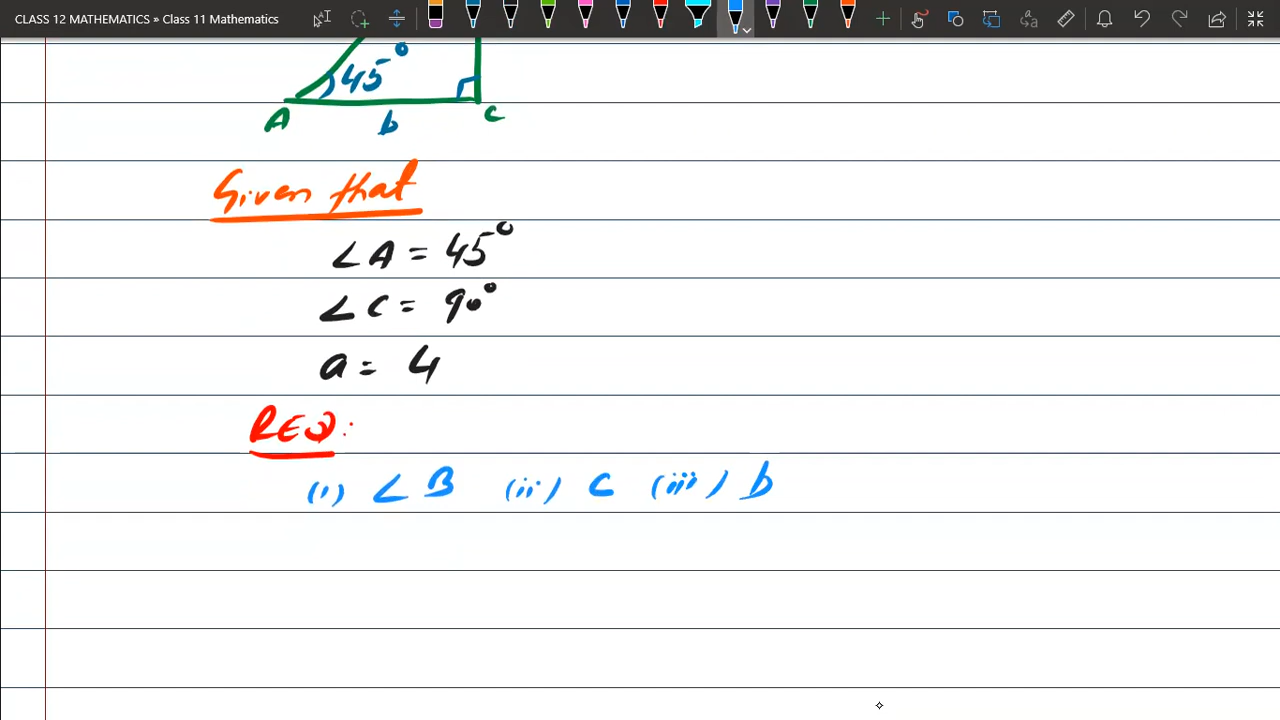 CLASS 12 MATHEMATICS » Class 11 Mathematics
45°
A b C
Given that
∠A = 45°
∠C = 90°
a = 4
REQ:
(i) ∠B (ii) c (iii) b